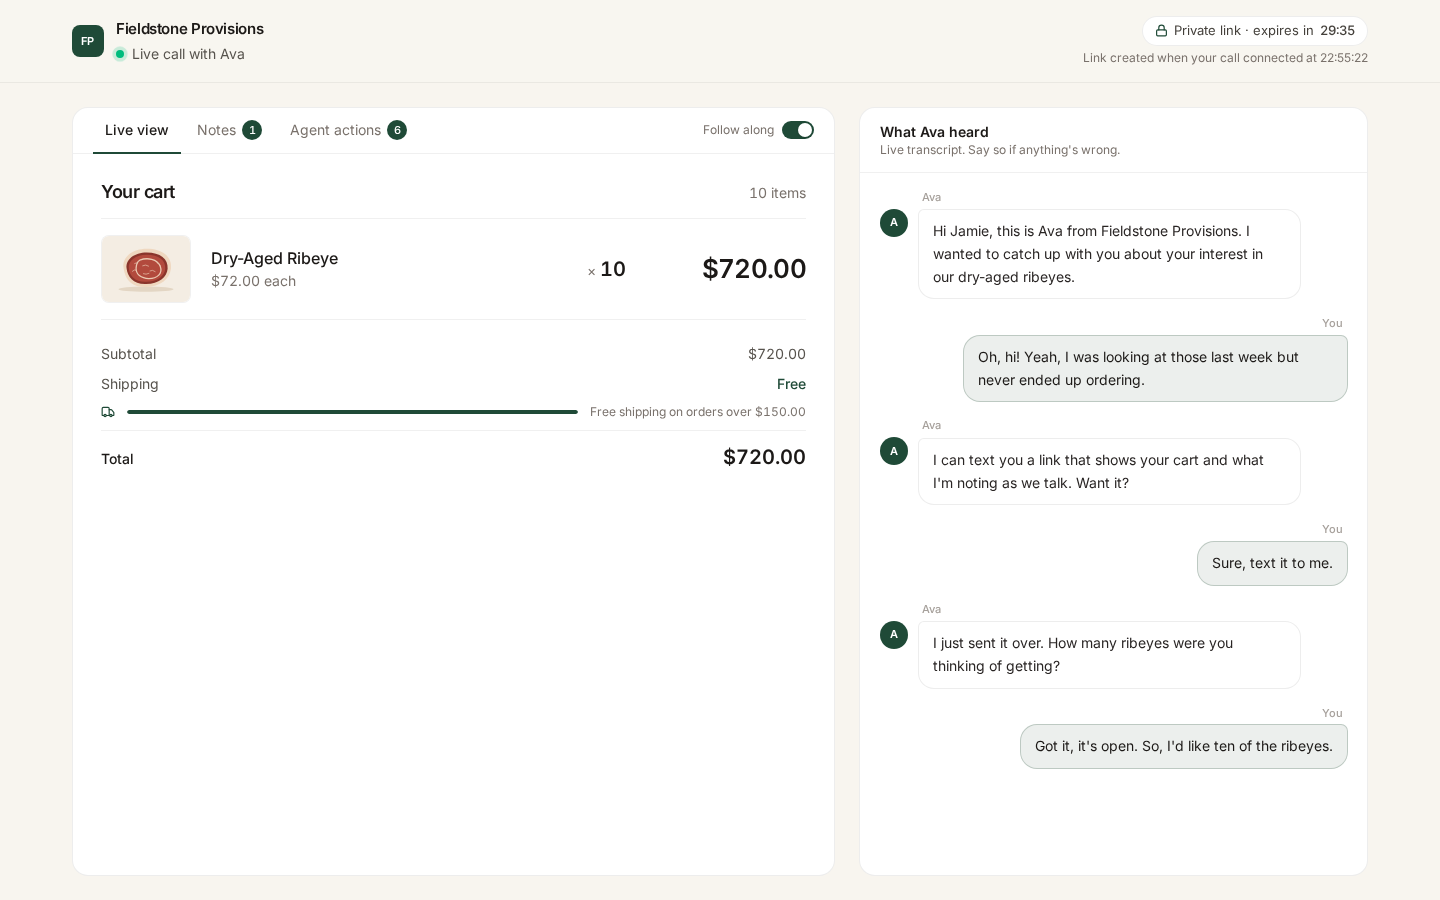 FP
Fieldstone Provisions
Live call with Ava
Private link · expires in 29:35
Link created when your call connected at 22:55:22
Live view
Notes 1
Agent actions 6
Follow along
Your cart
10 items
Dry-Aged Ribeye
$72.00 each
× 10
$720.00
Subtotal
$720.00
Shipping
Free
Free shipping on orders over $150.00
Total
$720.00
What Ava heard
Live transcript. Say so if anything's wrong.
Ava
A
Hi Jamie, this is Ava from Fieldstone Provisions. I
wanted to catch up with you about your interest in
our dry-aged ribeyes.
You
Oh, hi! Yeah, I was looking at those last week but
never ended up ordering.
Ava
A
I can text you a link that shows your cart and what
I'm noting as we talk. Want it?
You
Sure, text it to me.
Ava
A
I just sent it over. How many ribeyes were you
thinking of getting?
You
Got it, it's open. So, I'd like ten of the ribeyes.